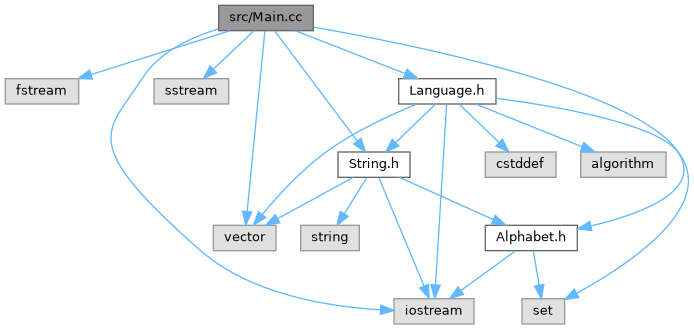 src/Main.cc
fstream
sstream
Language.h
String.h
cstddef
algorithm
vector
string
Alphabet.h
iostream
set